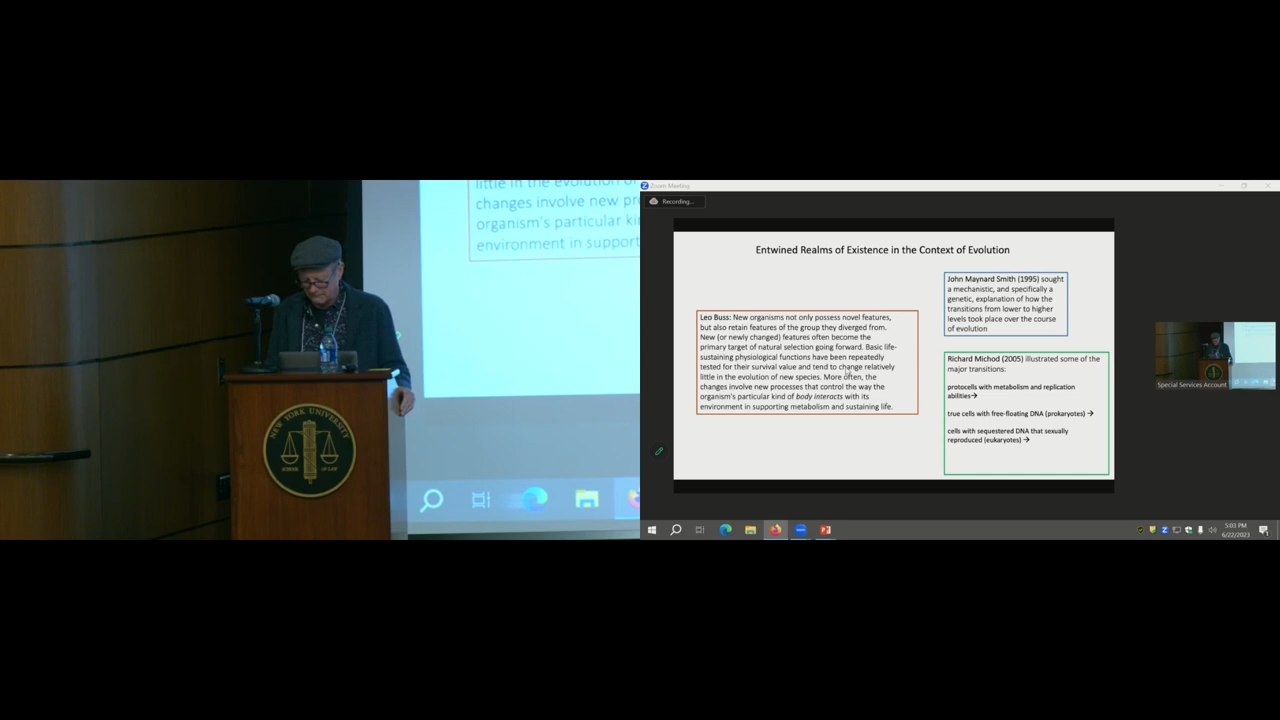 little in the evolution o
changes involve new pr
organism's particular ki
environment in support
NEW YORK UNIVERSITY
SCHOOL OF LAW
Zoom Meeting
Recording...
Entwined Realms of Existence in the Context of Evolution
John Maynard Smith (1995) sought
a mechanistic, and specifically a
genetic, explanation of how the
transitions from lower to higher
levels took place over the course
of evolution
Leo Buss: New organisms not only possess novel features,
but also retain features of the group they diverged from.
New (or newly changed) features often become the
primary target of natural selection going forward. Basic life-
sustaining physiological functions have been repeatedly
tested for their survival value and tend to change relatively
little in the evolution of new species. More often, the
changes involve new processes that control the way the
organism's particular kind of body interacts with its
environment in supporting metabolism and sustaining life.
Richard Michod (2005) illustrated some of the
major transitions:
protocells with metabolism and replication
abilities→
true cells with free-floating DNA (prokaryotes) →
cells with sequestered DNA that sexually
reproduced (eukaryotes) →
Special Services Account
5:03 PM
6/22/2023